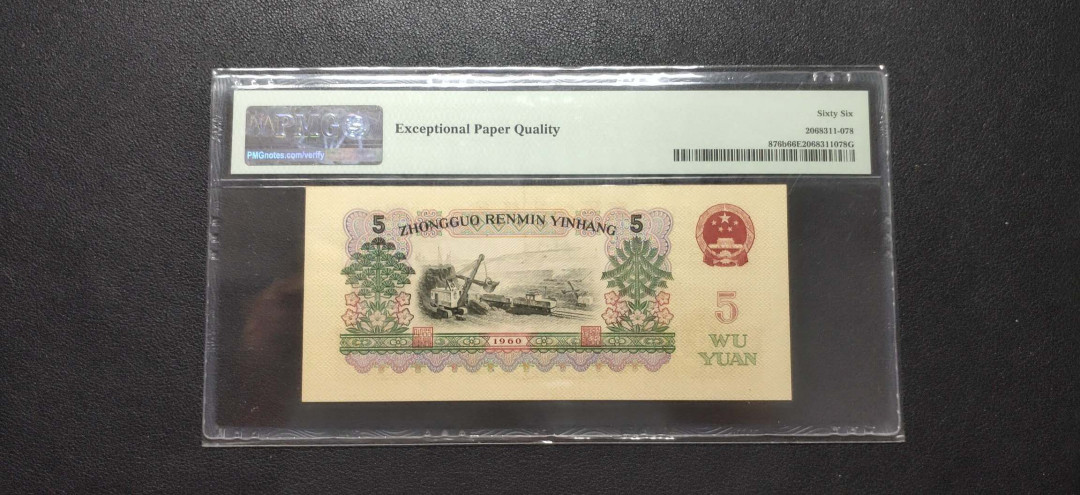 PMG
PMGnotes.com/verify
Exceptional Paper Quality
Sixty Six
2068311-078
876b66E2068311078G
5 ZHONGGUO RENMIN YINHANG 5
1960
5
WU
YUAN